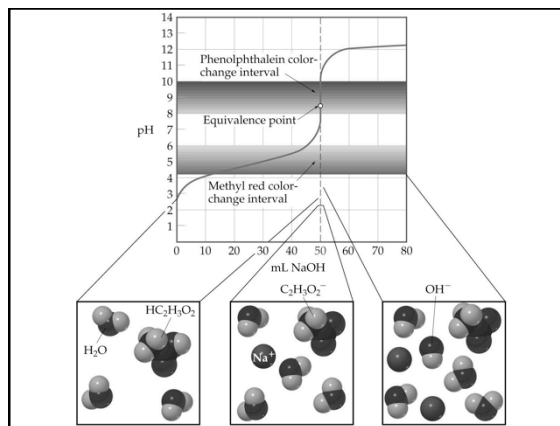 14
13
12
11
10
9
8
7
6
5
4
3
2
1
pH
Phenolphthalein color-
change interval
Equivalence point
Methyl red color-
change interval
0 10 20 30 40 50 60 70 80
mL NaOH
HC₂H₃O₂
H₂O
C₂H₃O₂⁻
Na⁺
OH⁻